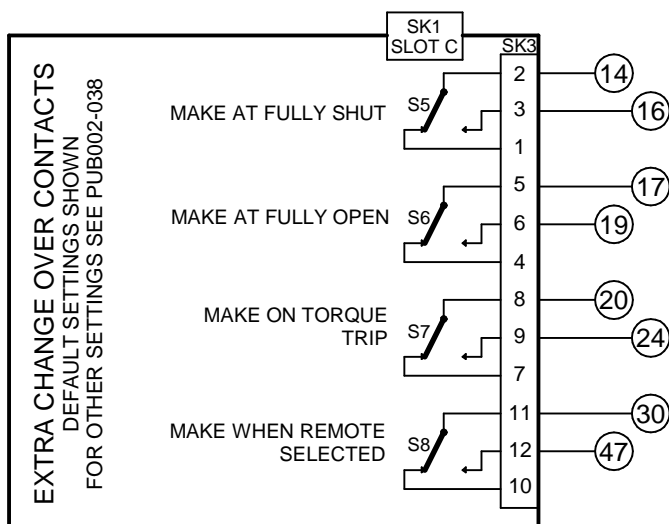 SK1
SLOT C
SK3
EXTRA CHANGE OVER CONTACTS
DEFAULT SETTINGS SHOWN
FOR OTHER SETTINGS SEE PUB002-038
MAKE AT FULLY SHUT
S5
2
3
1
14
16
MAKE AT FULLY OPEN
S6
5
6
4
17
19
MAKE ON TORQUE
TRIP
S7
8
9
7
20
24
MAKE WHEN REMOTE
SELECTED
S8
11
12
10
30
47